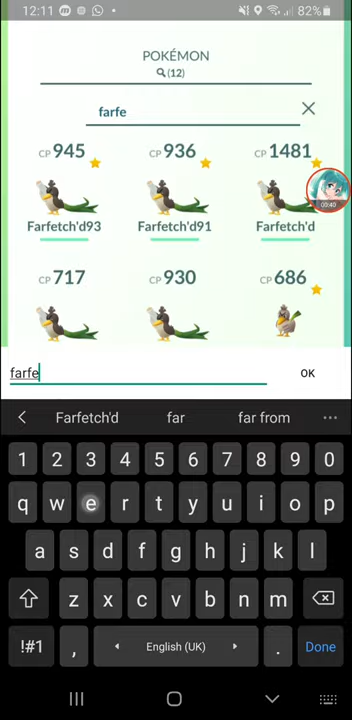 12:11 82%
POKÉMON
(12)
farfe
CP 945 CP 936 CP 1481
00:40
Farfetch'd93 Farfetch'd91 Farfetch'd
CP 717 CP 930 CP 686
farfe OK
Farfetch'd far far from
1 2 3 4 5 6 7 8 9 0
q w e r t y u i o p
a s d f g h j k l
z x c v b n m
!#1 , English (UK) . Done